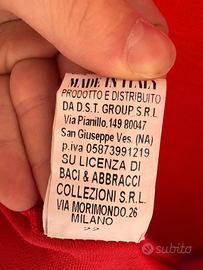 MADE IN ITALY
PRODOTTO E DISTRIBUITO
DA D.S.T. GROUP S.R.L
Via Pianillo,149 80047
San Giuseppe Ves. (NA)
p.iva 05873991219
SU LICENZA DI
BACI & ABBRACCI
COLLEZIONI S.R.L.
VIA MORIMONDO.26
MILANO
22
subito